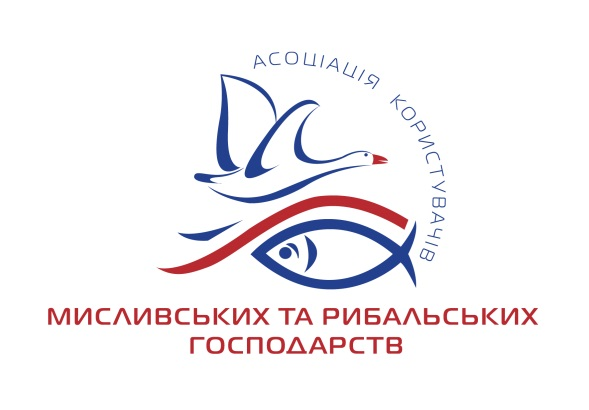 АСОЦІАЦІЯ КОРИСТУВАЧІВ
МИСЛИВСЬКИХ ТА РИБАЛЬСЬКИХ
ГОСПОДАРСТВ